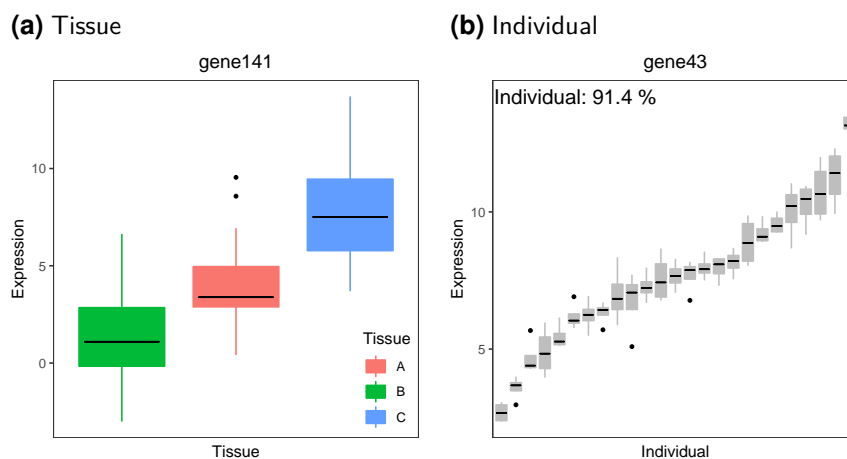 (a) Tissue
gene141
Expression
10
5
0
Tissue
A
B
C
Tissue
(b) Individual
gene43
Individual: 91.4 %
Expression
10
5
Individual